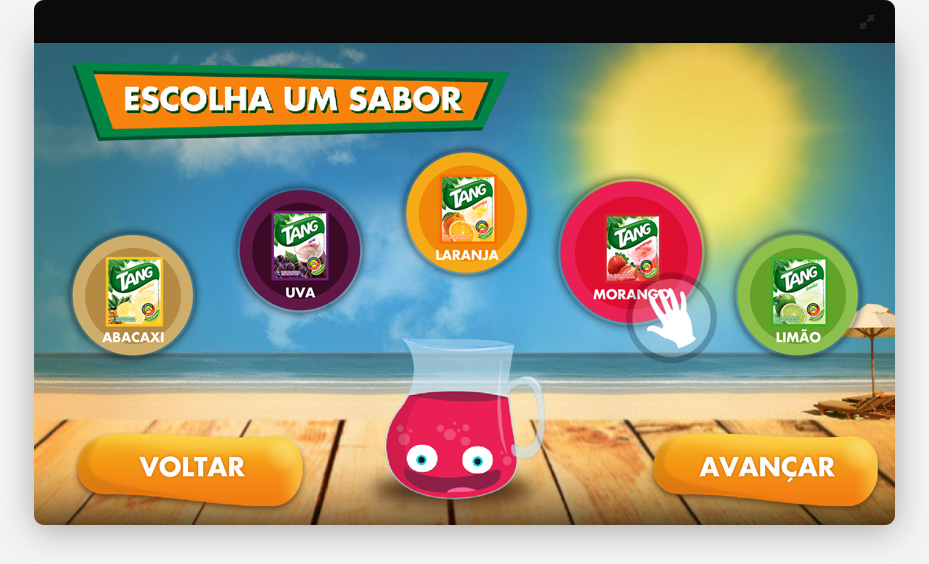 ESCOLHA UM SABOR
TANG
LARANJA
TANG
UVA
TANG
MORANGO
TANG
ABACAXI
TANG
LIMÃO
VOLTAR
AVANÇAR